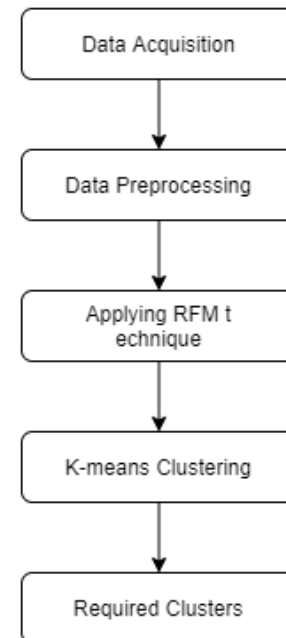 Data Acquisition
Data Preprocessing
Applying RFM t
echnique
K-means Clustering
Required Clusters